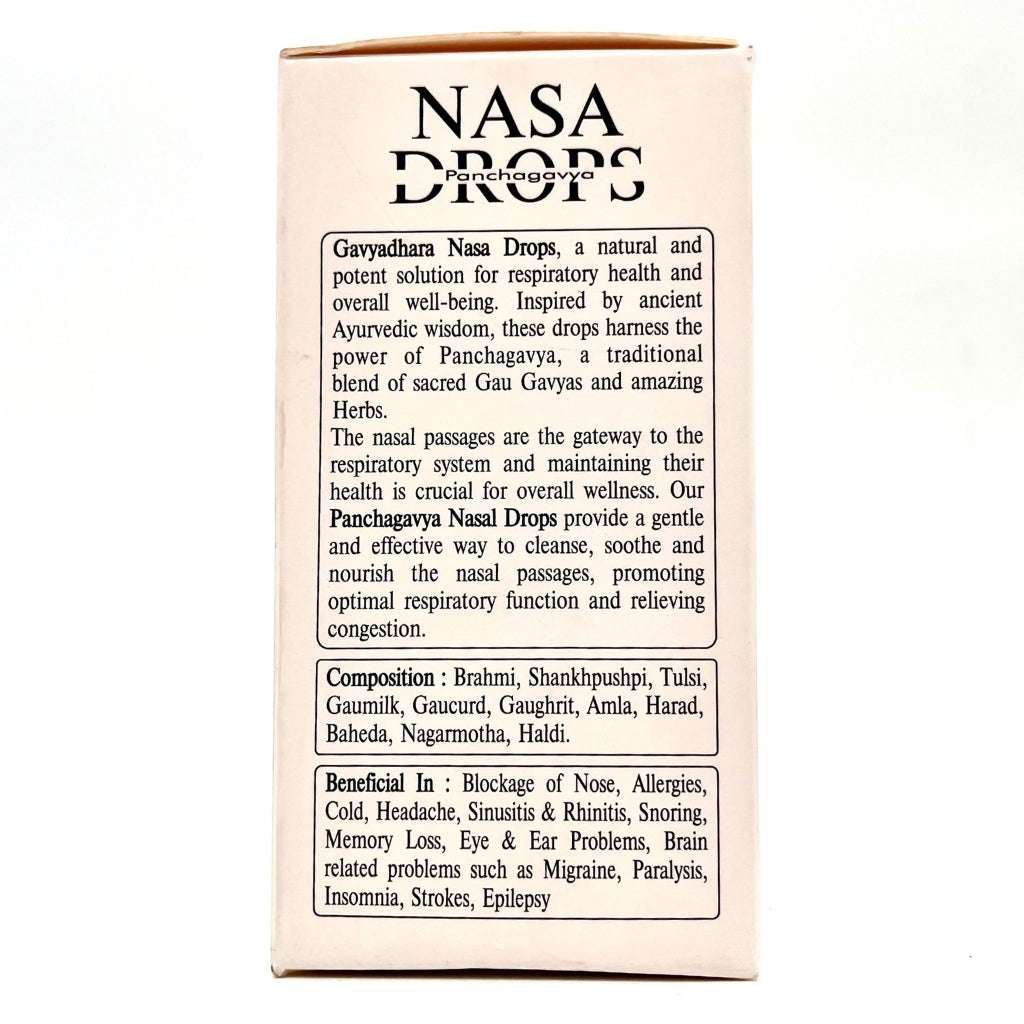 NASA
DROPS
Panchagavya
Gavyadhara Nasa Drops, a natural and
potent solution for respiratory health and
overall well-being. Inspired by ancient
Ayurvedic wisdom, these drops harness the
power of Panchagavya, a traditional
blend of sacred Gau Gavyas and amazing
Herbs.
The nasal passages are the gateway to the
respiratory system and maintaining their
health is crucial for overall wellness. Our
Panchagavya Nasal Drops provide a gentle
and effective way to cleanse, soothe and
nourish the nasal passages, promoting
optimal respiratory function and relieving
congestion.
Composition : Brahmi, Shankhpushpi, Tulsi,
Gaumilk, Gaucurd, Gaughrit, Amla, Harad,
Baheda, Nagarmotha, Haldi.
Beneficial In : Blockage of Nose, Allergies,
Cold, Headache, Sinusitis & Rhinitis, Snoring,
Memory Loss, Eye & Ear Problems, Brain
related problems such as Migraine, Paralysis,
Insomnia, Strokes, Epilepsy